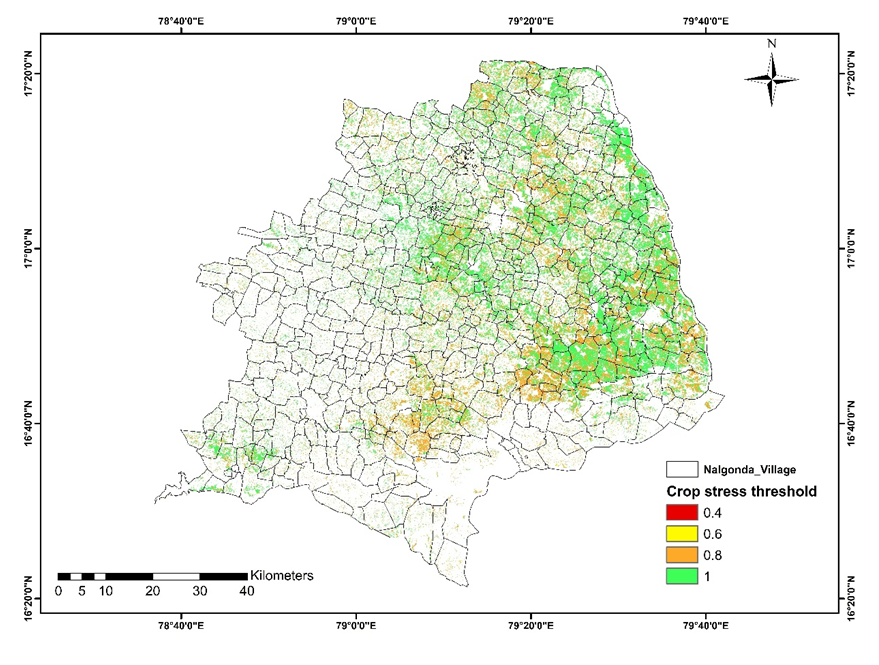 78°40'0"E 79°0'0"E 79°20'0"E 79°40'0"E
N
17°20'0"N 17°20'0"N
17°0'0"N 17°0'0"N
16°40'0"N 16°40'0"N
Nalgonda_Village
Crop stress threshold
0.4
0.6
0.8
1
Kilometers
0 5 10 20 30 40
16°20'0"N 16°20'0"N
78°40'0"E 79°0'0"E 79°20'0"E 79°40'0"E